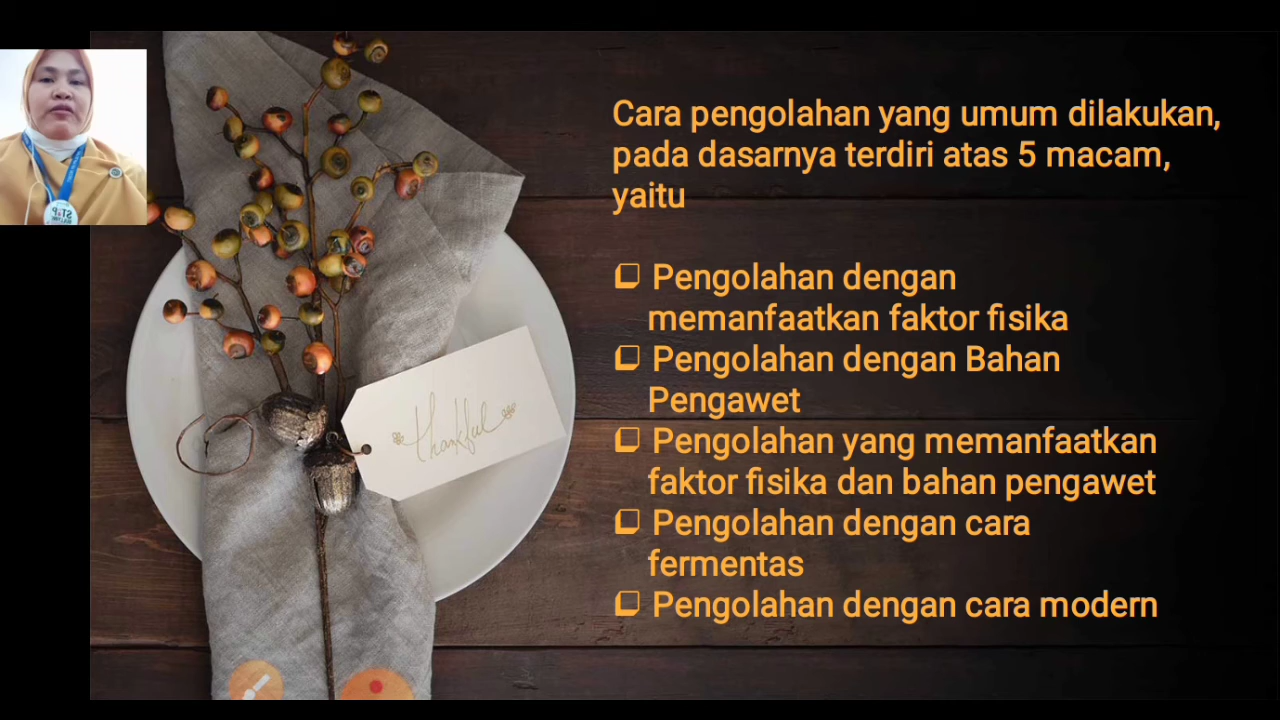 Cara pengolahan yang umum dilakukan,
pada dasarnya terdiri atas 5 macam,
yaitu
Pengolahan dengan
memanfaatkan faktor fisika
Pengolahan dengan Bahan
Pengawet
Pengolahan yang memanfaatkan
faktor fisika dan bahan pengawet
Pengolahan dengan cara
fermentas
Pengolahan dengan cara modern
thankful